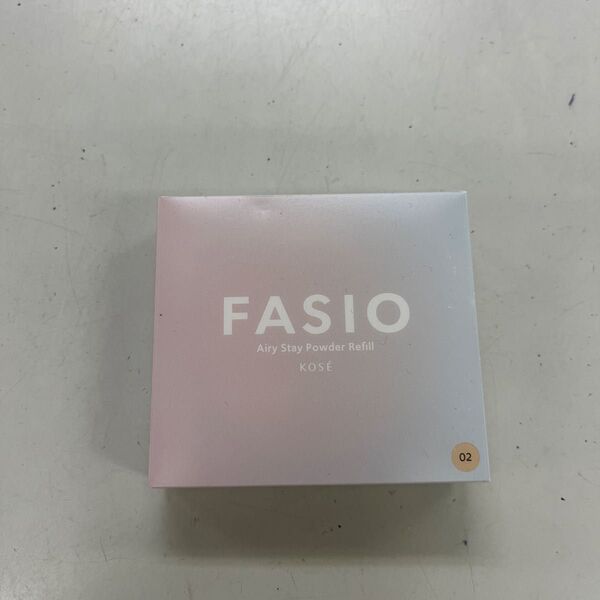 FASIO
Airy Stay Powder Refill
KOSÉ
02